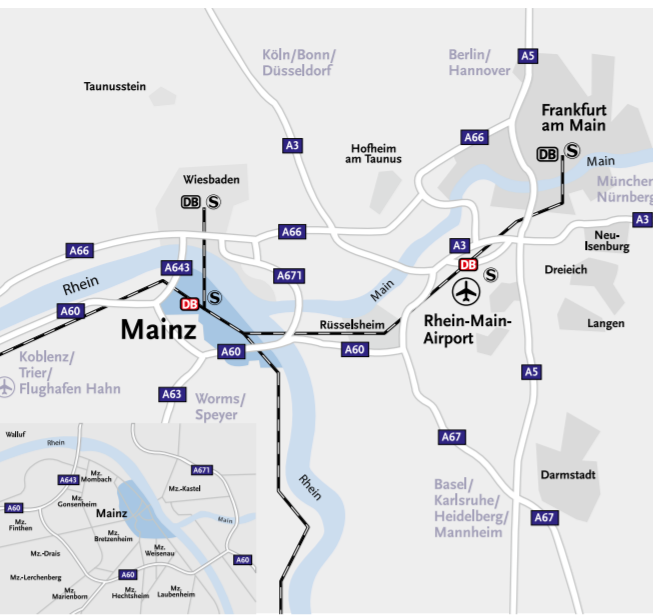 Köln/Bonn/
Düsseldorf
Berlin/
Hannover
A5
Taunusstein
Frankfurt
am Main
A66
A3
Hofheim
am Taunus
DB
S
Main
Wiesbaden
DB
S
München
Nürnberg
A3
A66
A66
A3
Neu-
Isenburg
A643
DB
S
Dreieich
Rhein
A671
Main
DB
S
A60
Mainz
Rüsselsheim
Rhein-Main-
Airport
Langen
A60
A60
Koblenz/
Trier/
Flughafen Hahn
A5
A63
Worms/
Speyer
A67
Rhein
Basel/
Karlsruhe/
Heidelberg/
Mannheim
Darmstadt
A67
Walluf
Rhein
Mz.
Mombach
A671
A643
Mz.
Gonsenheim
Mz.-Kastel
A60
Mainz
Main
Mz.
Finthen
Mz.
Bretzenheim
Mz.-Drais
Mz.
Weisenau
A60
Mz.-Lerchenberg
A60
Mz.
Marienborn
Mz.
Hechtsheim
Mz.
Laubenheim